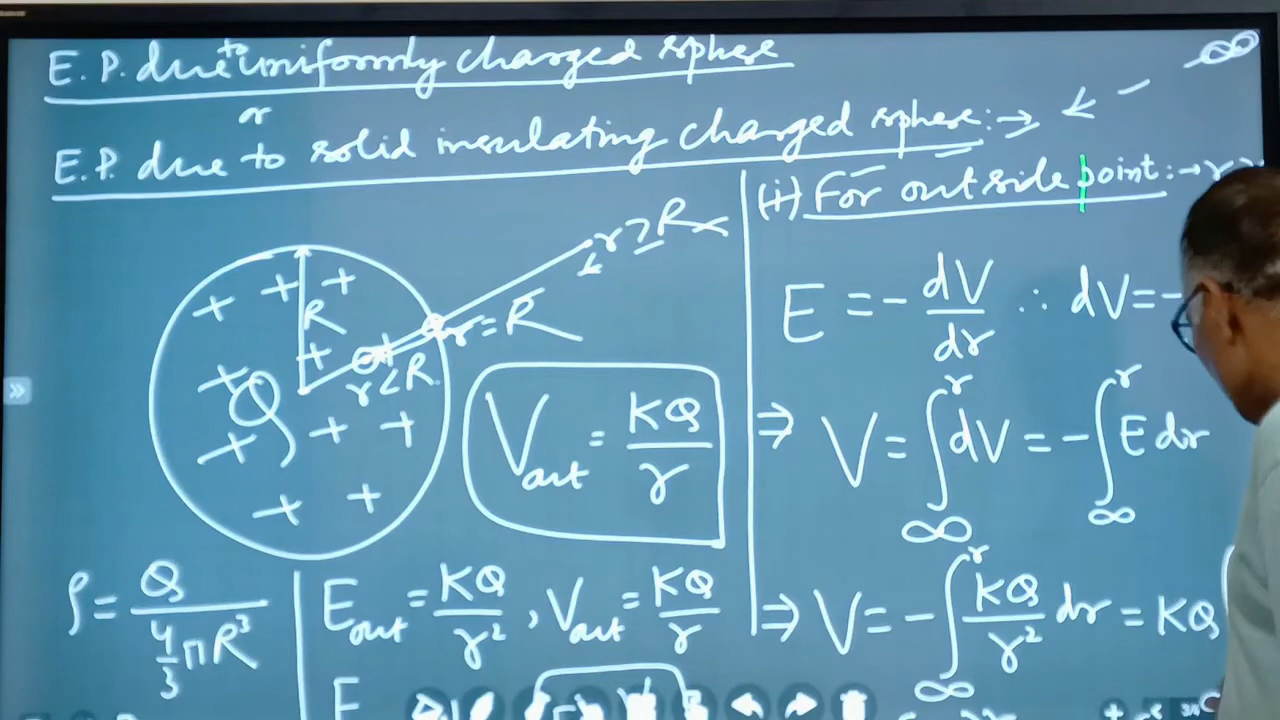 E.P. due to uniformly charged sphere
or
E.P. due to solid insulating charged sphere :→
∞
(i) For outside point :→ r
r ≥ R
r = R
R
r < R
Q
V_out = KQ/r
E = - dV/dr ∴ dV = -
⇒ V = ∫_∞^r dV = - ∫_∞^r E dr
ρ = Q / (4/3 πR³)
E_out = KQ/r² , V_out = KQ/r
⇒ V = - ∫_∞^r KQ/r² dr = KQ
E